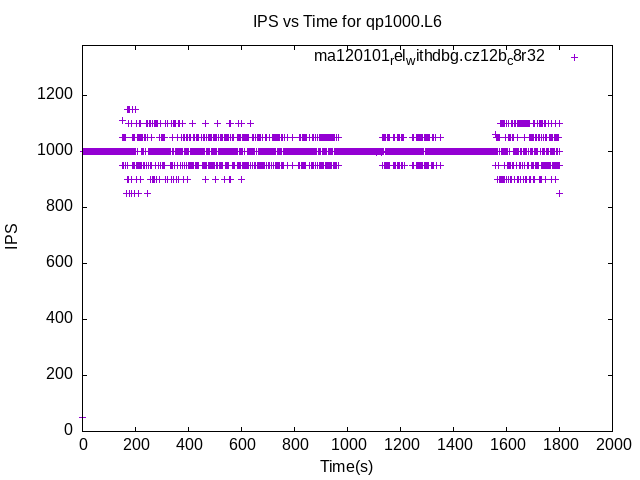 IPS vs Time for qp1000.L6
ma120101relwithdbg.cz12bc8r32
1200
1000
800
600
400
200
0
IPS
0 200 400 600 800 1000 1200 1400 1600 1800 2000
Time(s)